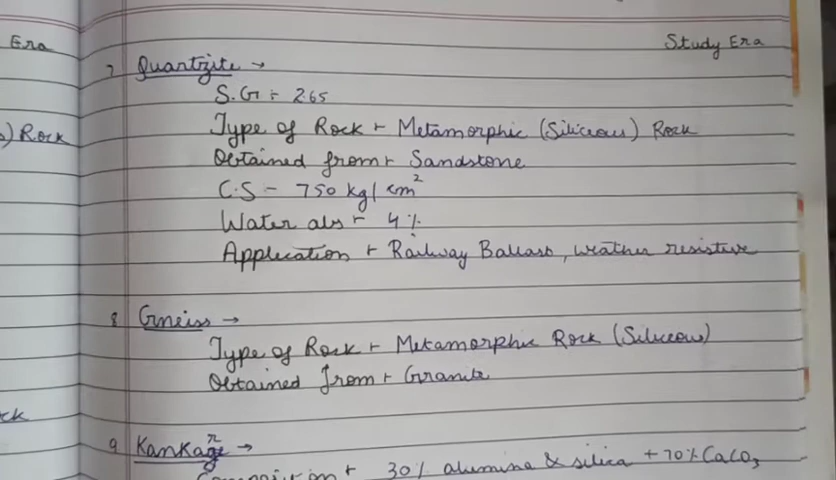 Era
Study Era
7 Quartzite →
S.G :- 2.65
) Rock
Type of Rock :- Metamorphic (Siliceous) Rock
Obtained from :- Sandstone
C.S - 750 kg/cm²
Water abs :- 4%
Application :- Railway Ballast, weather resistive
8 Gneiss →
Type of Rock :- Metamorphic Rock (Siliceous)
Obtained from :- Granite
ck
9 Kankar →
:- 30% alumina & silica + 70% CaCO₃